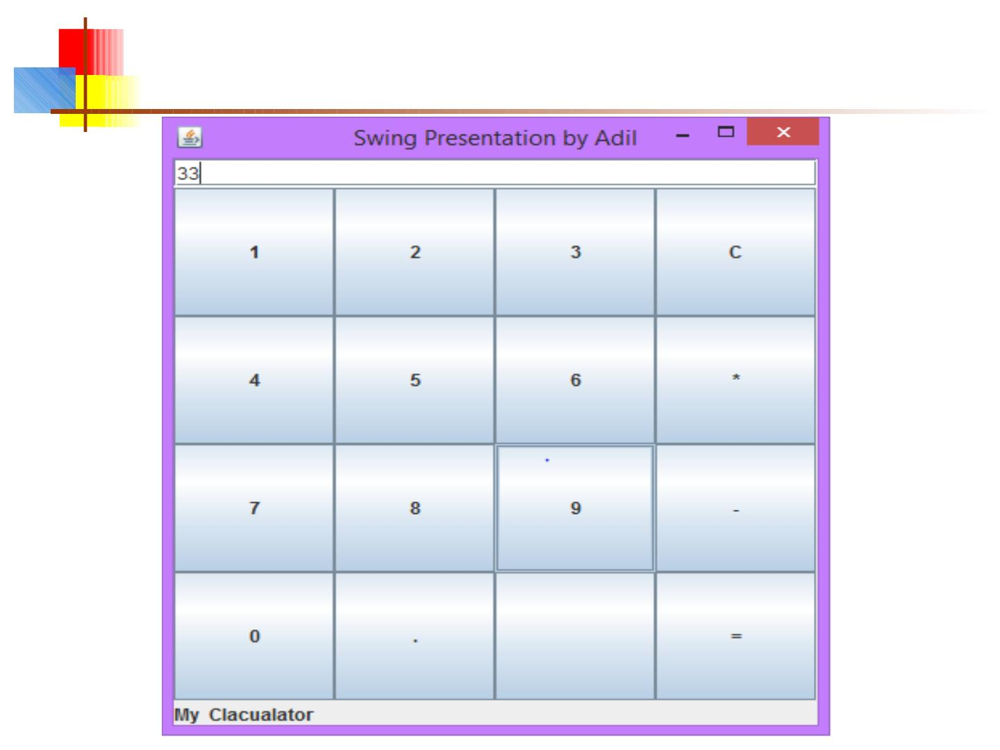 Swing Presentation by Adil
33
1 2 3 C
4 5 6 *
7 8 9 -
0 . =
My Clacualator